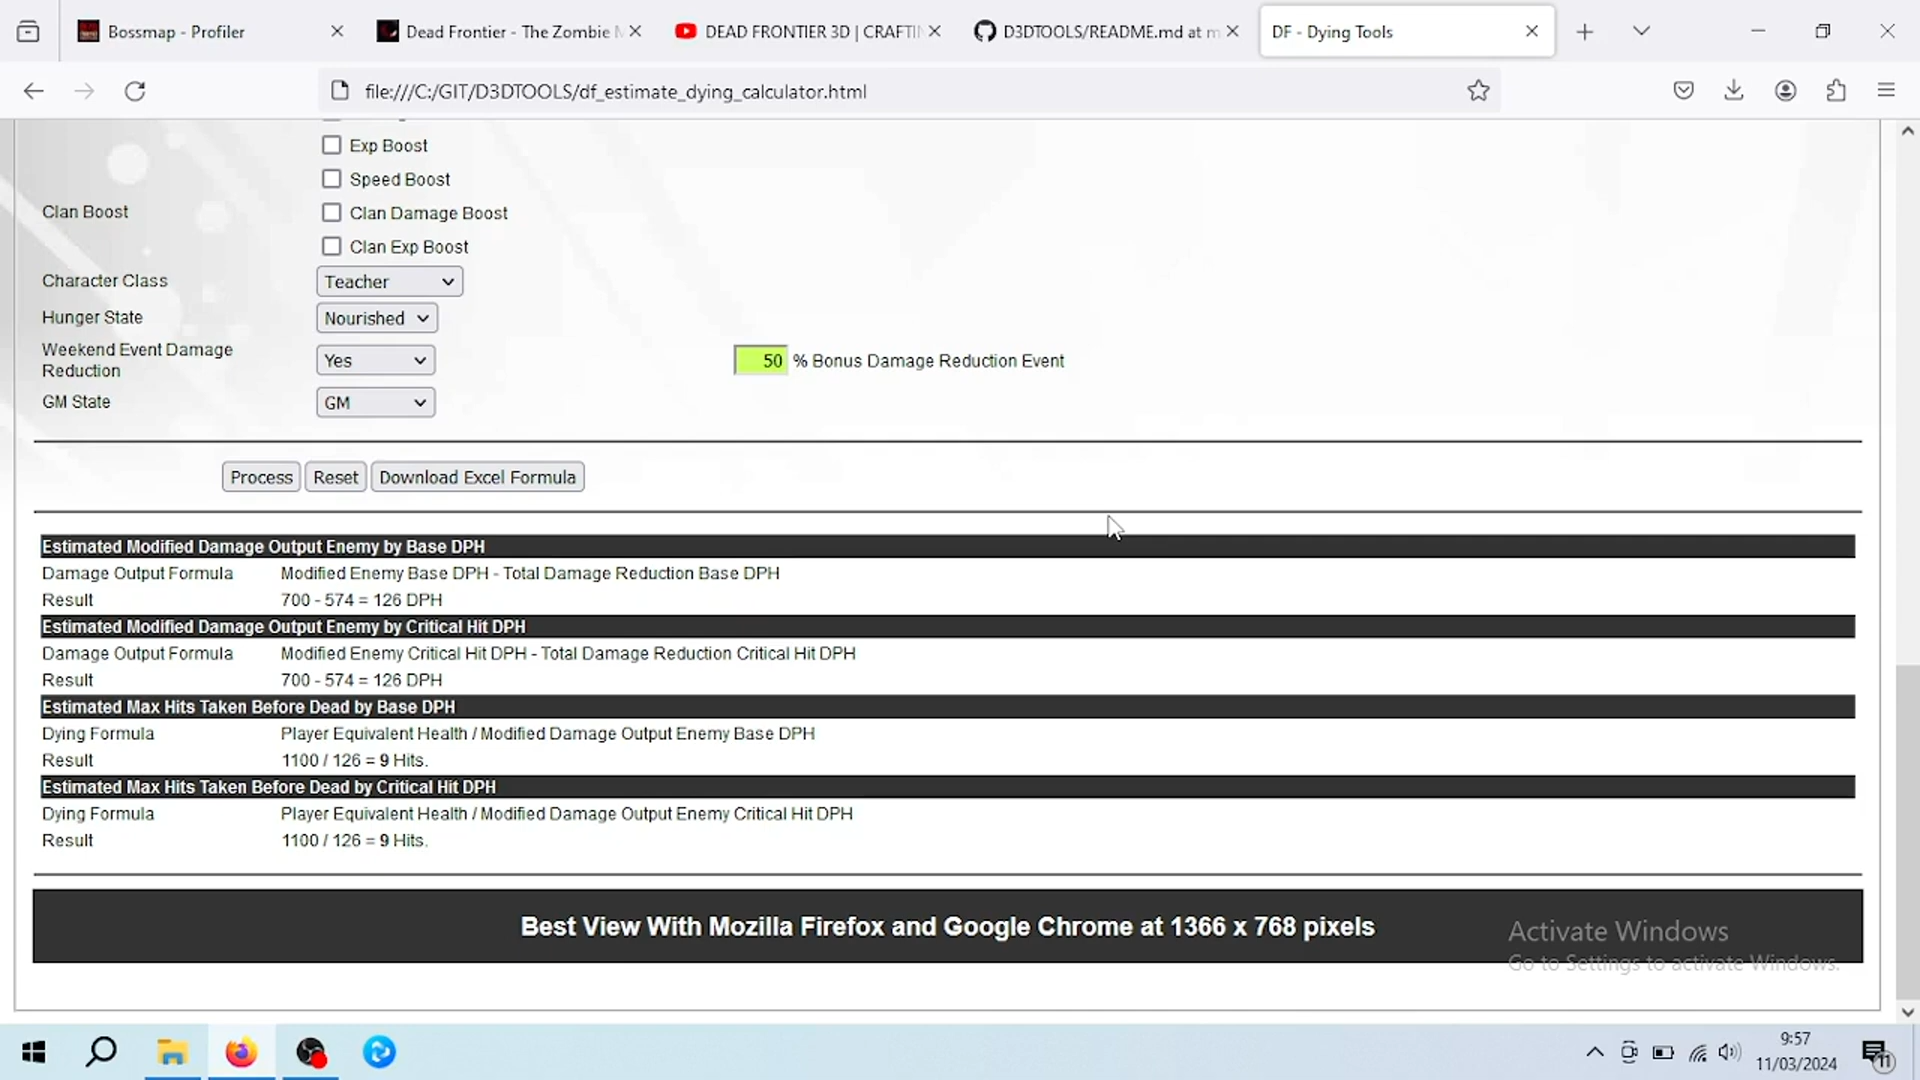 Bossmap - Profiler
Dead Frontier - The Zombie M
DEAD FRONTIER 3D | CRAFTIN
D3DTOOLS/README.md at m
DF - Dying Tools
file:///C:/GIT/D3DTOOLS/df_estimate_dying_calculator.html
Exp Boost
Speed Boost
Clan Boost
Clan Damage Boost
Clan Exp Boost
Character Class
Teacher
Hunger State
Nourished
Weekend Event Damage
Reduction
Yes
50 % Bonus Damage Reduction Event
GM State
GM
Process
Reset
Download Excel Formula
Estimated Modified Damage Output Enemy by Base DPH
Damage Output Formula Modified Enemy Base DPH - Total Damage Reduction Base DPH
Result 700 - 574 = 126 DPH
Estimated Modified Damage Output Enemy by Critical Hit DPH
Damage Output Formula Modified Enemy Critical Hit DPH - Total Damage Reduction Critical Hit DPH
Result 700 - 574 = 126 DPH
Estimated Max Hits Taken Before Dead by Base DPH
Dying Formula Player Equivalent Health / Modified Damage Output Enemy Base DPH
Result 1100 / 126 = 9 Hits.
Estimated Max Hits Taken Before Dead by Critical Hit DPH
Dying Formula Player Equivalent Health / Modified Damage Output Enemy Critical Hit DPH
Result 1100 / 126 = 9 Hits.
Best View With Mozilla Firefox and Google Chrome at 1366 x 768 pixels
Activate Windows
Go to Settings to activate Windows.
9:57
11/03/2024
11